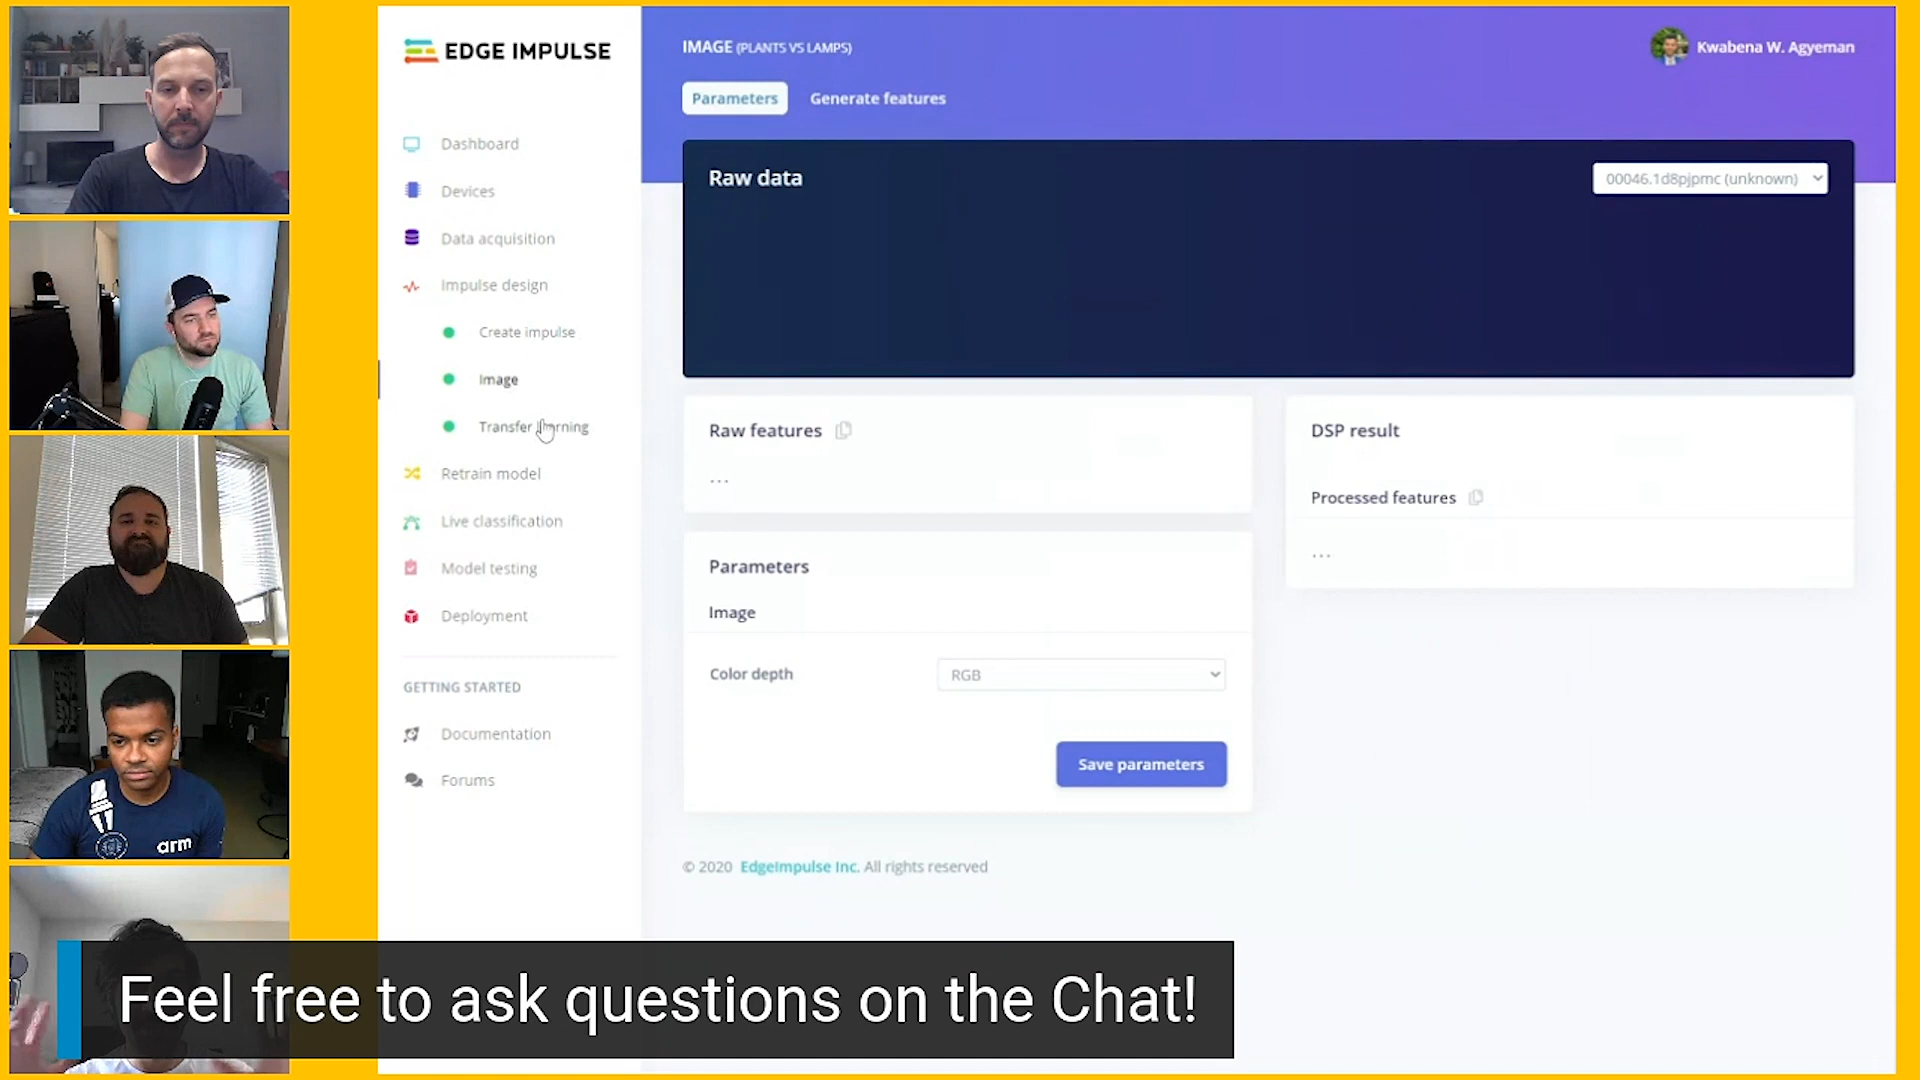 EDGE IMPULSE
Dashboard
Devices
Data acquisition
Impulse design
Create impulse
Image
Transfer learning
Retrain model
Live classification
Model testing
Deployment
GETTING STARTED
Documentation
Forums
IMAGE (PLANTS VS LAMPS)
Kwabena W. Agyeman
Parameters
Generate features
Raw data
00046.1d8pjpmc (unknown)
Raw features
...
DSP result
Processed features
...
Parameters
Image
Color depth
RGB
Save parameters
© 2020 EdgeImpulse Inc. All rights reserved
arm
Feel free to ask questions on the Chat!